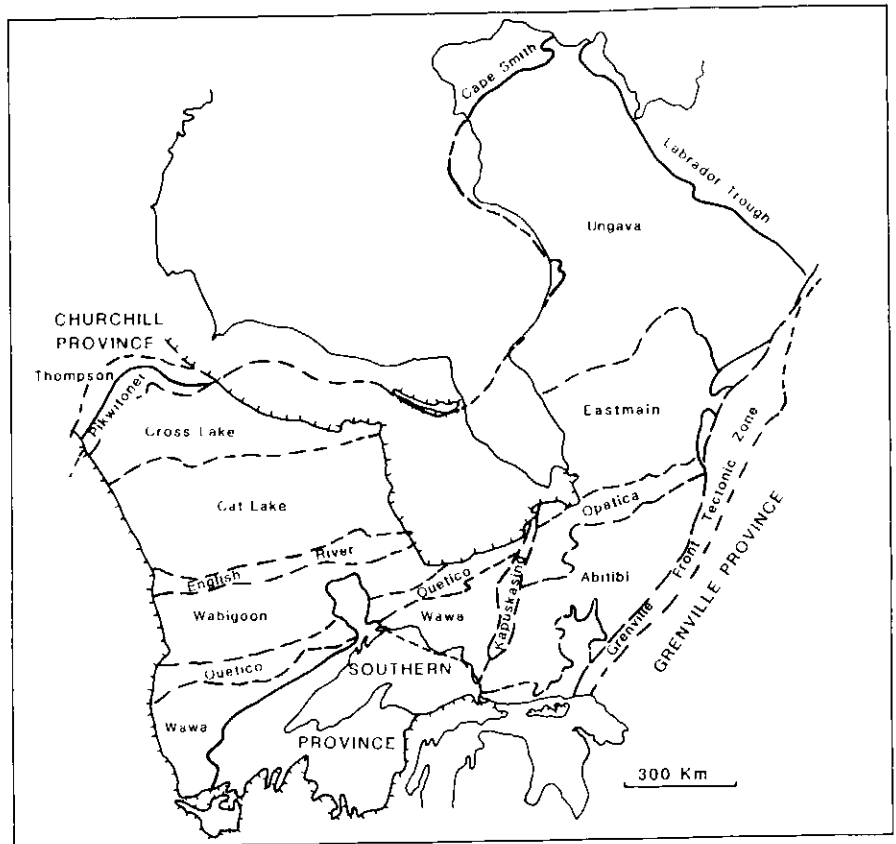 Cape Smith
Labrador Trough
Ungava
CHURCHILL
PROVINCE
Thompson
Pikwitonei
Cross Lake
Eastmain
Oat Lake
Opatica
English River
Quetico
Kapuskasing
Abitibi
Grenville Front Tectonic Zone
GRENVILLE PROVINCE
Wabigoon
Wawa
Quetico
SOUTHERN
PROVINCE
Wawa
300 Km